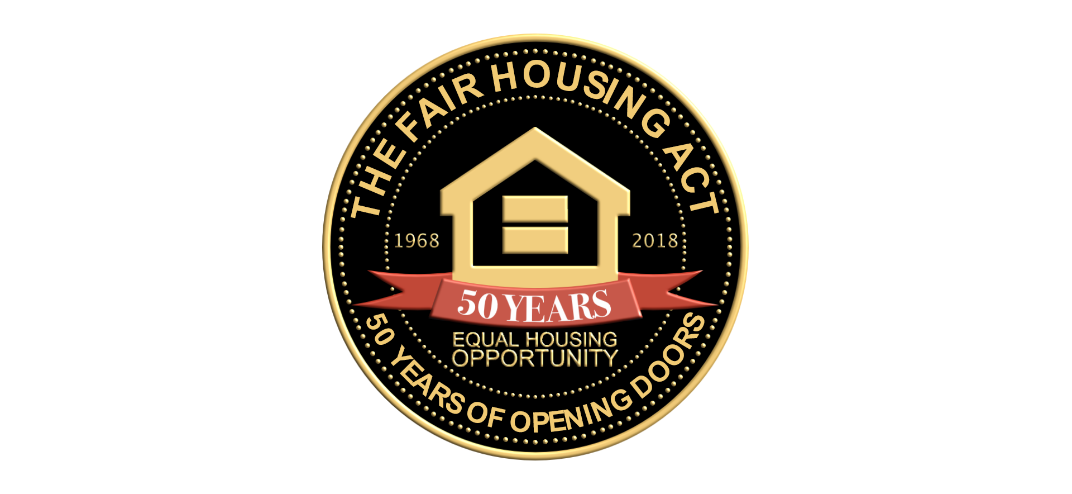 THE FAIR HOUSING ACT
1968
2018
50 YEARS
EQUAL HOUSING
OPPORTUNITY
50 YEARS OF OPENING DOORS